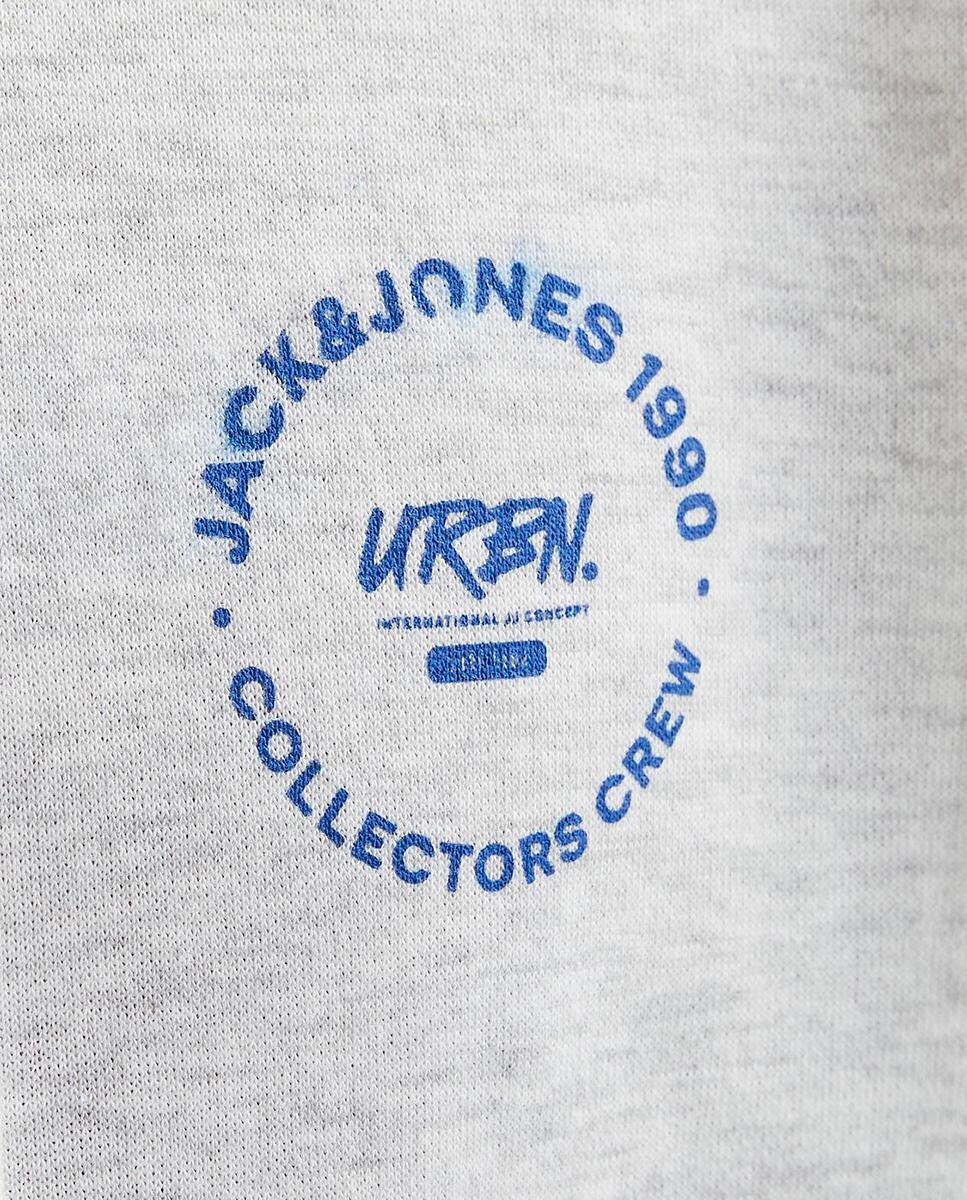 JACK&JONES 1990
URBN.
INTERNATIONAL JJ CONCEPT
COLLECTORS CREW